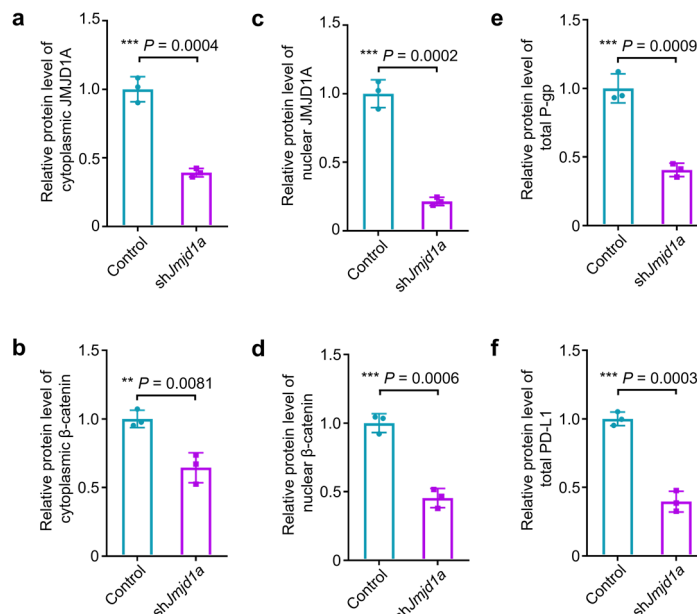 a
Relative protein level of
cytoplasmic JMJD1A
1.5
1.0
0.5
0
*** P = 0.0004
Control
shJmjd1a
c
Relative protein level of
nuclear JMJD1A
1.5
1.0
0.5
0
*** P = 0.0002
Control
shJmjd1a
e
Relative protein level of
total P-gp
1.5
1.0
0.5
0
*** P = 0.0009
Control
shJmjd1a
b
Relative protein level of
cytoplasmic β-catenin
1.5
1.0
0.5
0
** P = 0.0081
Control
shJmjd1a
d
Relative protein level of
nuclear β-catenin
1.5
1.0
0.5
0
*** P = 0.0006
Control
shJmjd1a
f
Relative protein level of
total PD-L1
1.5
1.0
0.5
0
*** P = 0.0003
Control
shJmjd1a